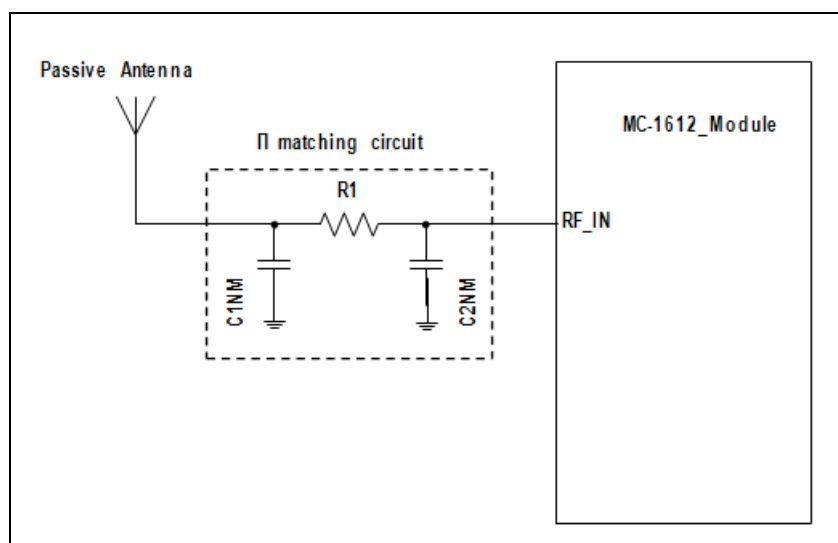 Passive Antenna
MC-1612_Module
Π matching circuit
R1
RF_IN
C1NM
C2NM